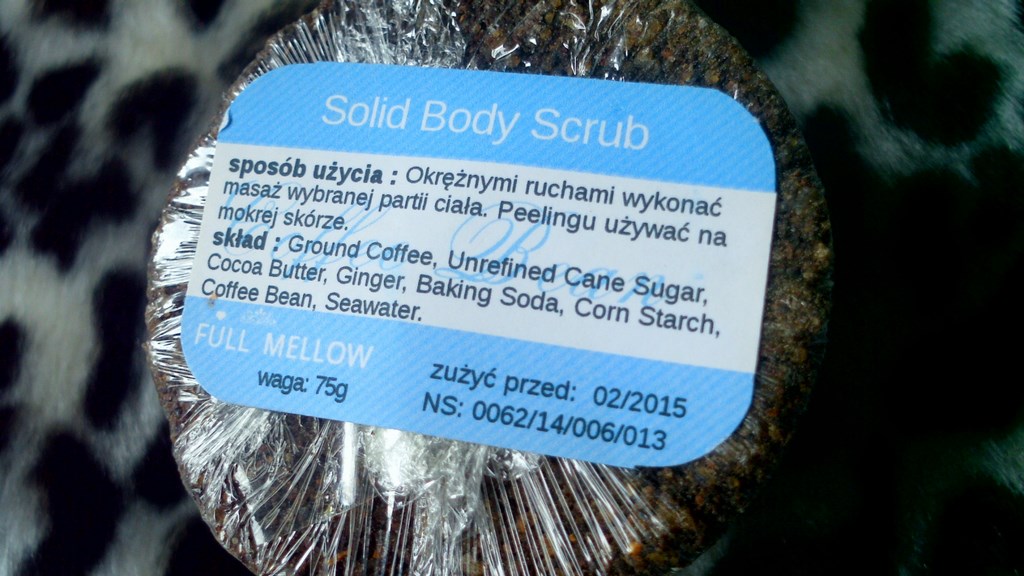 Solid Body Scrub
sposób użycia : Okrężnymi ruchami wykonać
masaż wybranej partii ciała. Peelingu używać na
mokrej skórze.
skład : Ground Coffee, Unrefined Cane Sugar,
Cocoa Butter, Ginger, Baking Soda, Corn Starch,
Coffee Bean, Seawater.
FULL MELLOW
waga: 75g
zużyć przed: 02/2015
NS: 0062/14/006/013